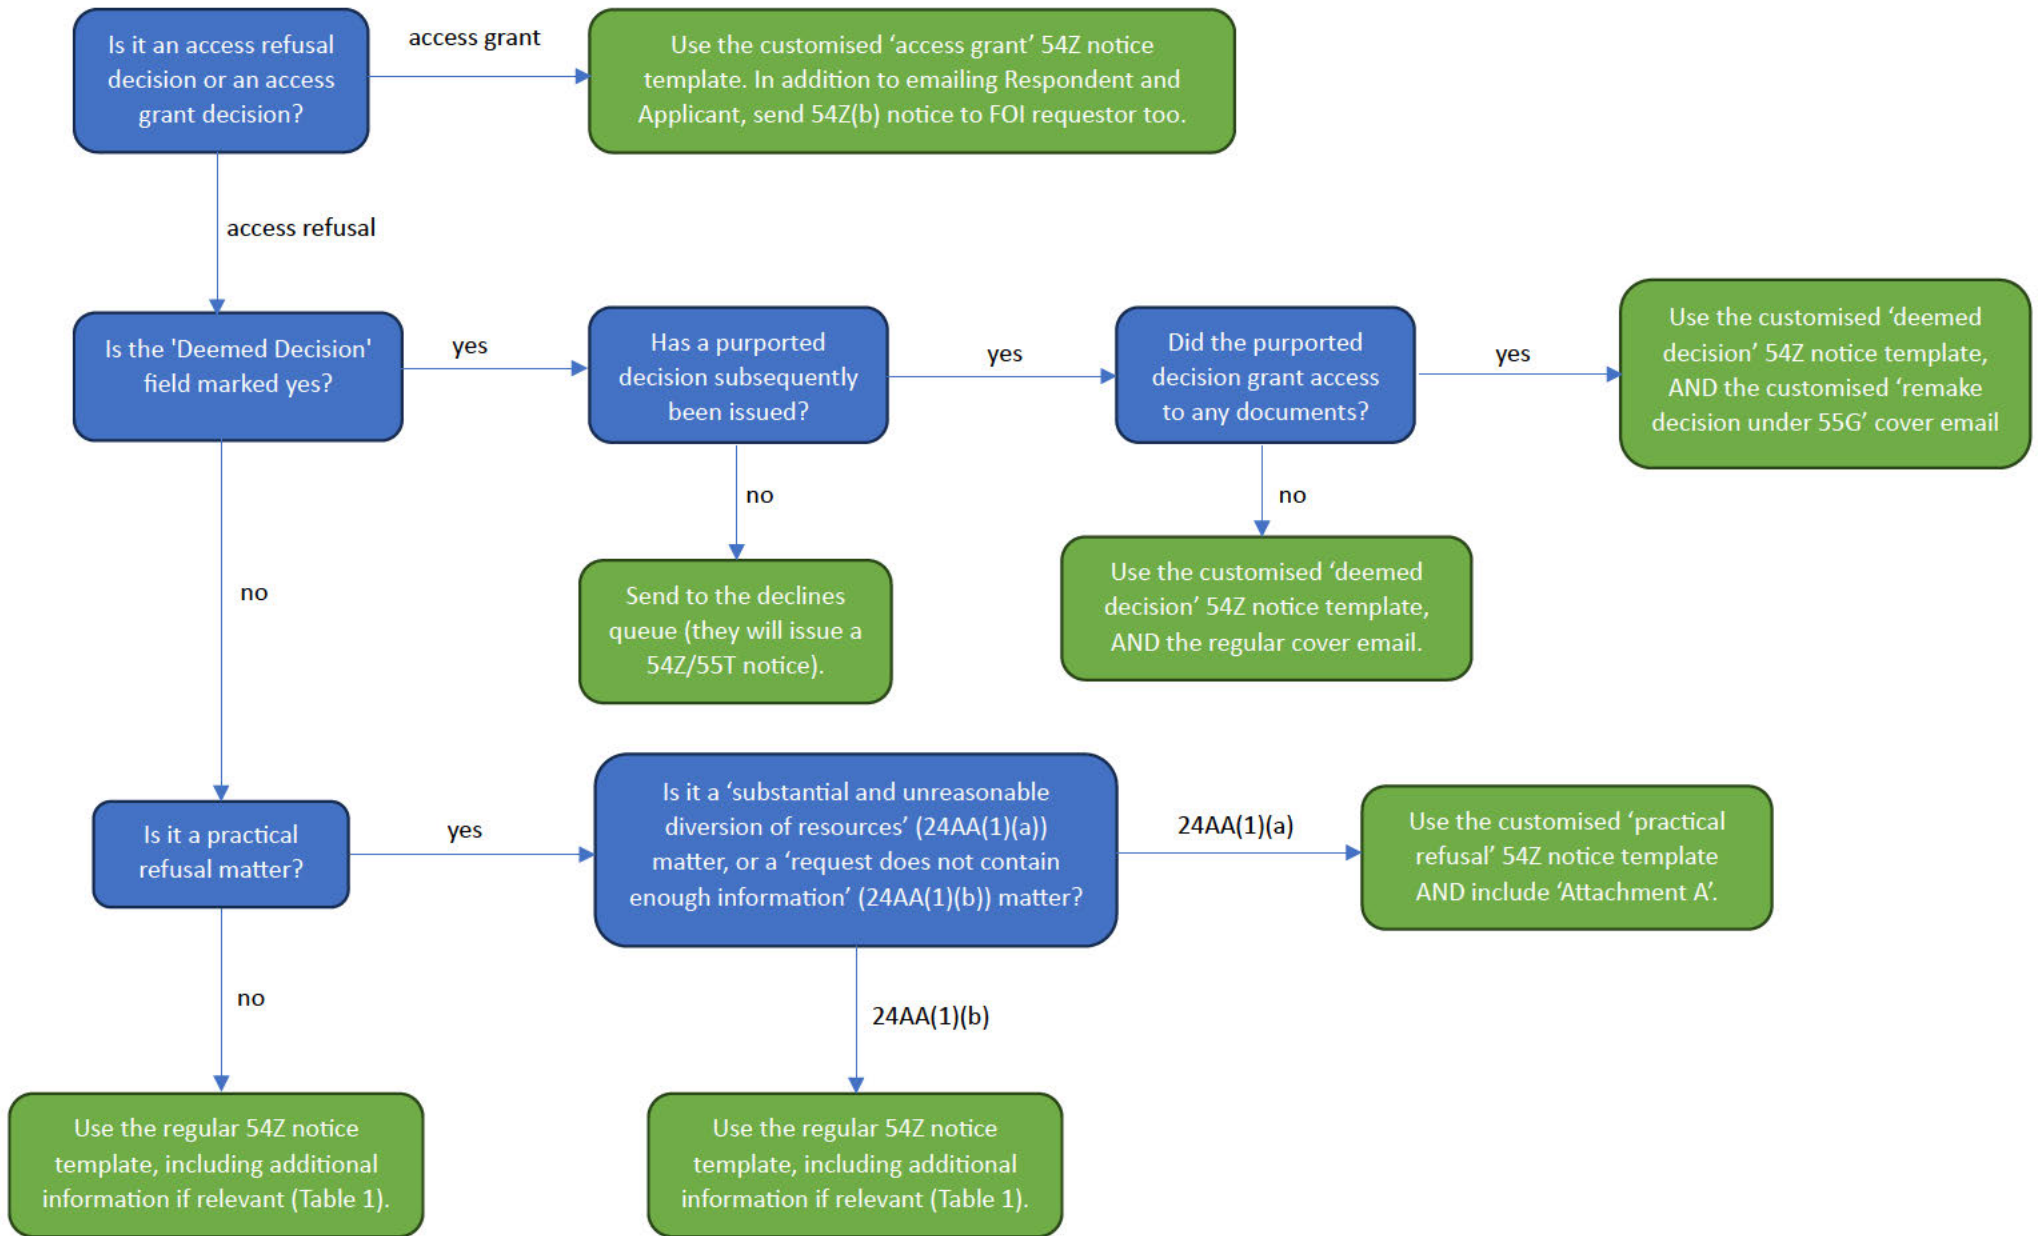 Is it an access refusal
decision or an access
grant decision?
access grant
Use the customised ‘access grant’ 54Z notice
template. In addition to emailing Respondent and
Applicant, send 54Z(b) notice to FOI requestor too.
access refusal
Is the 'Deemed Decision'
field marked yes?
yes
Has a purported
decision subsequently
been issued?
yes
Did the purported
decision grant access
to any documents?
yes
Use the customised ‘deemed
decision’ 54Z notice template,
AND the customised ‘remake
decision under 55G’ cover email
no
no
no
Send to the declines
queue (they will issue a
54Z/55T notice).
Use the customised ‘deemed
decision’ 54Z notice template,
AND the regular cover email.
Is it a practical
refusal matter?
yes
Is it a ‘substantial and unreasonable
diversion of resources’ (24AA(1)(a))
matter, or a ‘request does not contain
enough information’ (24AA(1)(b)) matter?
24AA(1)(a)
Use the customised ‘practical
refusal’ 54Z notice template
AND include ‘Attachment A’.
no
24AA(1)(b)
Use the regular 54Z notice
template, including additional
information if relevant (Table 1).
Use the regular 54Z notice
template, including additional
information if relevant (Table 1).